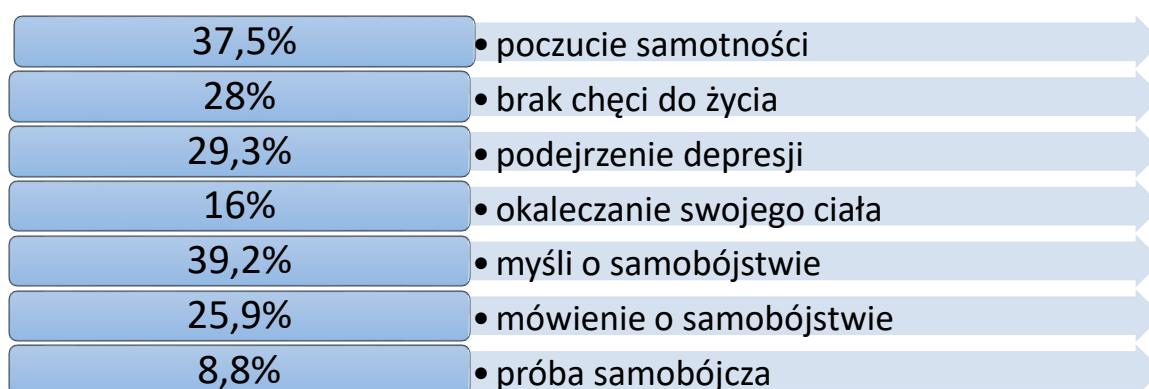 37,5% • poczucie samotności
28% • brak chęci do życia
29,3% • podejrzenie depresji
16% • okaleczanie swojego ciała
39,2% • myśli o samobójstwie
25,9% • mówienie o samobójstwie
8,8% • próba samobójcza